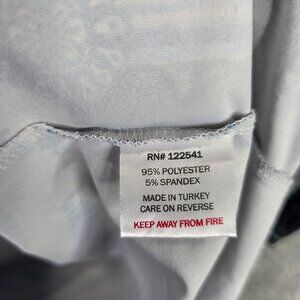 RN# 122541
95% POLYESTER
5% SPANDEX
MADE IN TURKEY
CARE ON REVERSE
KEEP AWAY FROM FIRE